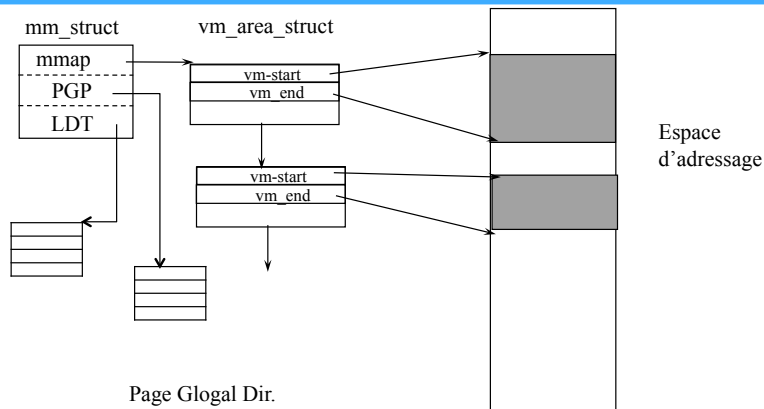 mm_struct
vm_area_struct
mmap
PGP
LDT
vm-start
vm_end
vm-start
vm_end
Espace
d'adressage
Page Glogal Dir.